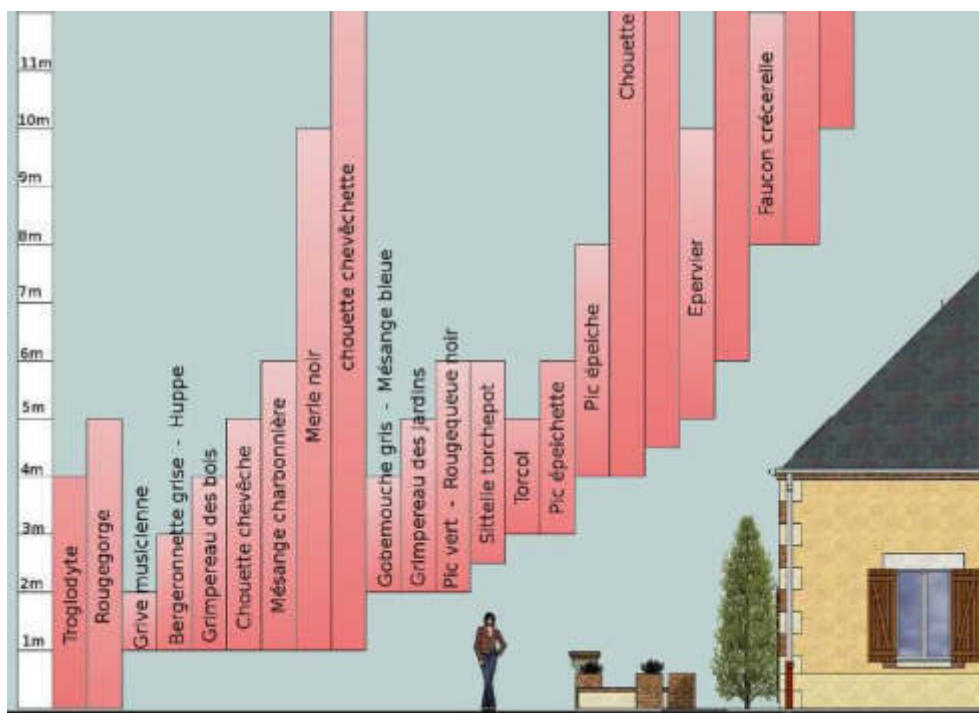 11m
10m
9m
8m
7m
6m
5m
4m
3m
2m
1m
Troglodyte
Rougegorge
Grive musicienne
Bergeronnette grise - Huppe
Grimpereau des bois
Chouette chevêche
Mésange charbonnière
Merle noir
chouette chevêchette
Gobemouche gris - Mésange bleue
Grimpereau des jardins
Pic vert - Rougequeue noir
Sittelle torchepot
Torcol
Pic épeichette
Pic épeiche
Chouette
Epervier
Faucon crécerelle